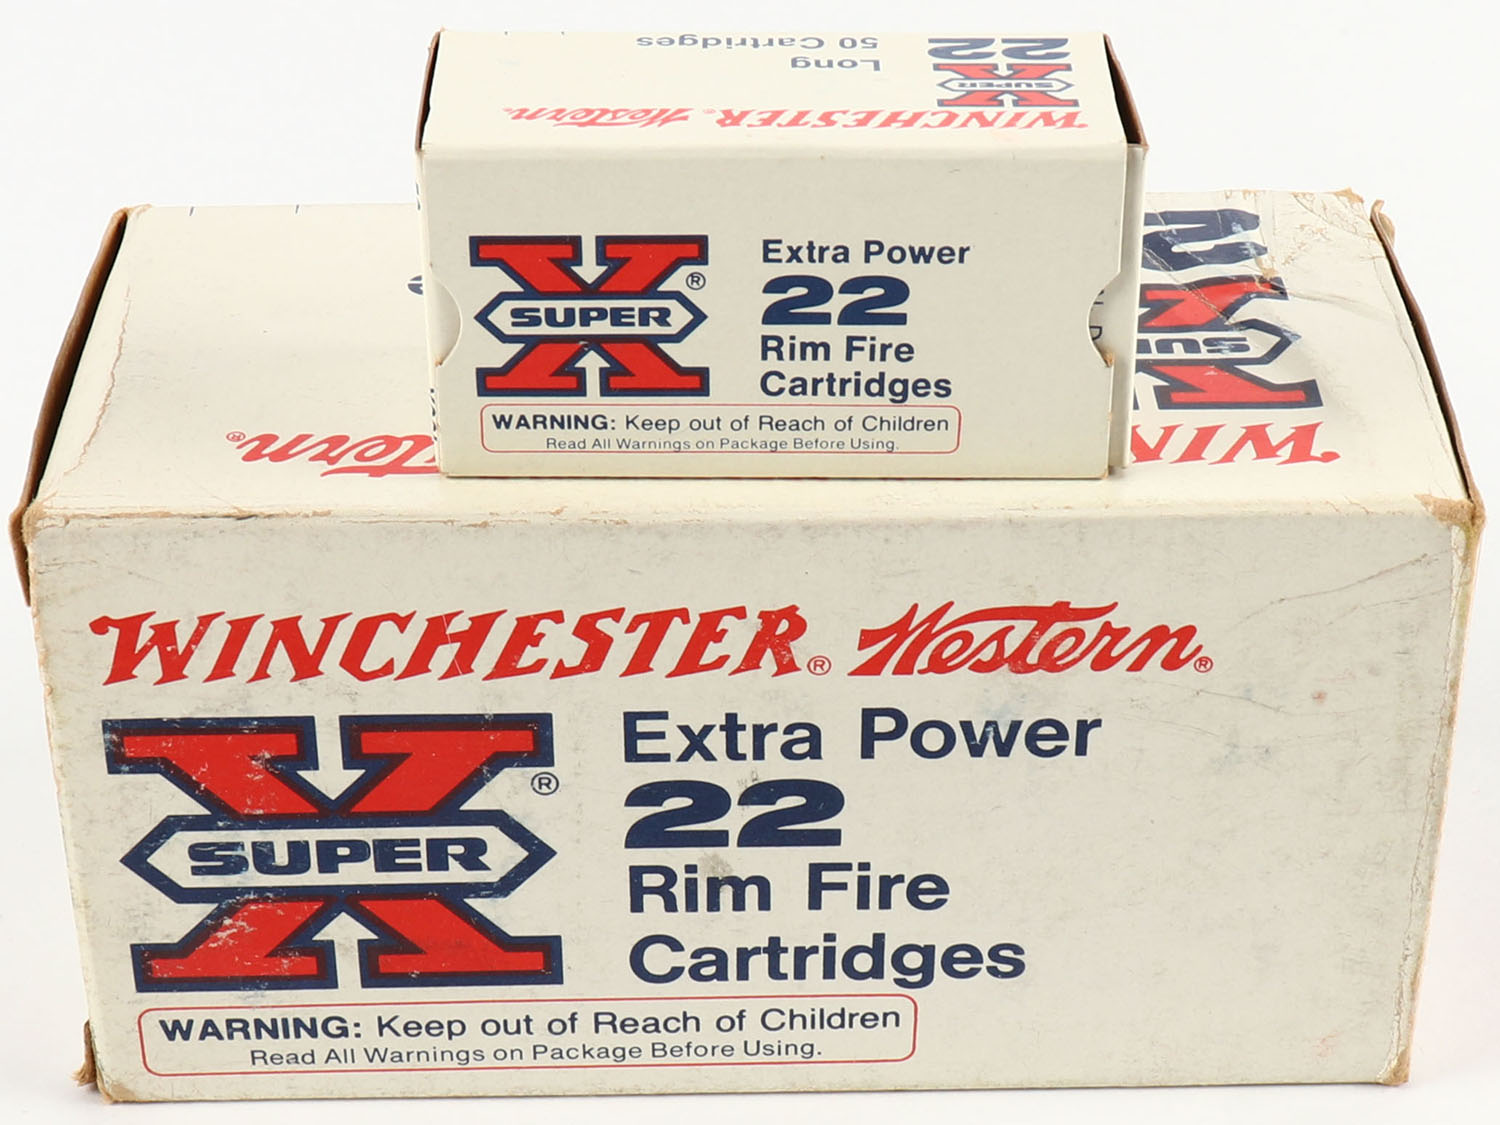 50 Cartridges
Long
22
X
SUPER
WINCHESTER® Western®
X
SUPER
®
Extra Power
22
Rim Fire
Cartridges
WARNING: Keep out of Reach of Children
Read All Warnings on Package Before Using.
22
X
WINCHESTER® Western®
X
SUPER
®
Extra Power
22
Rim Fire
Cartridges
WARNING: Keep out of Reach of Children
Read All Warnings on Package Before Using.